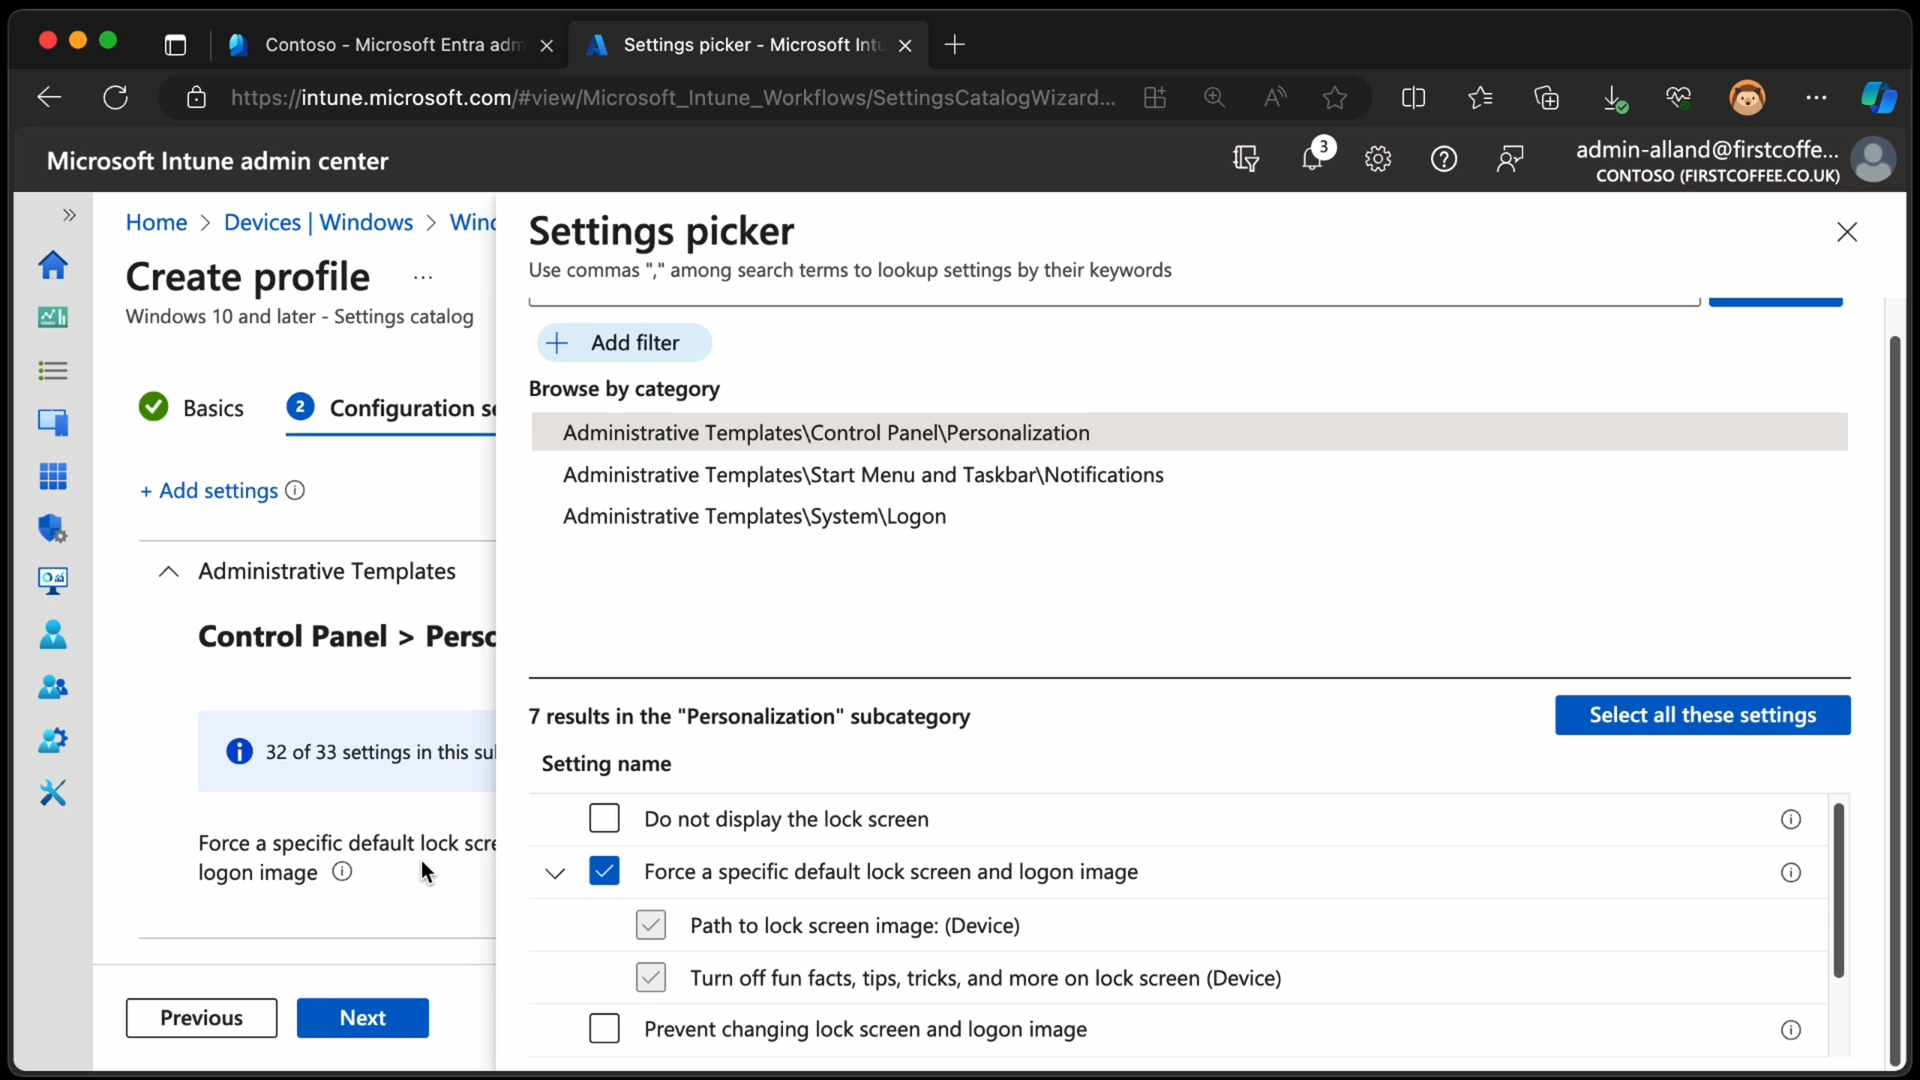 Contoso - Microsoft Entra adm
Settings picker - Microsoft Intu
https://intune.microsoft.com/#view/Microsoft_Intune_Workflows/SettingsCatalogWizard...
Microsoft Intune admin center
3
admin-alland@firstcoffe...
CONTOSO (FIRSTCOFFEE.CO.UK)
Home > Devices | Windows > Wind
Create profile ...
Windows 10 and later - Settings catalog
Basics
2 Configuration se
+ Add settings
Administrative Templates
Control Panel > Perso
32 of 33 settings in this sub
Force a specific default lock scre
logon image
Previous
Next
Settings picker
Use commas "," among search terms to lookup settings by their keywords
Add filter
Browse by category
Administrative Templates\Control Panel\Personalization
Administrative Templates\Start Menu and Taskbar\Notifications
Administrative Templates\System\Logon
7 results in the "Personalization" subcategory
Select all these settings
Setting name
Do not display the lock screen
Force a specific default lock screen and logon image
Path to lock screen image: (Device)
Turn off fun facts, tips, tricks, and more on lock screen (Device)
Prevent changing lock screen and logon image